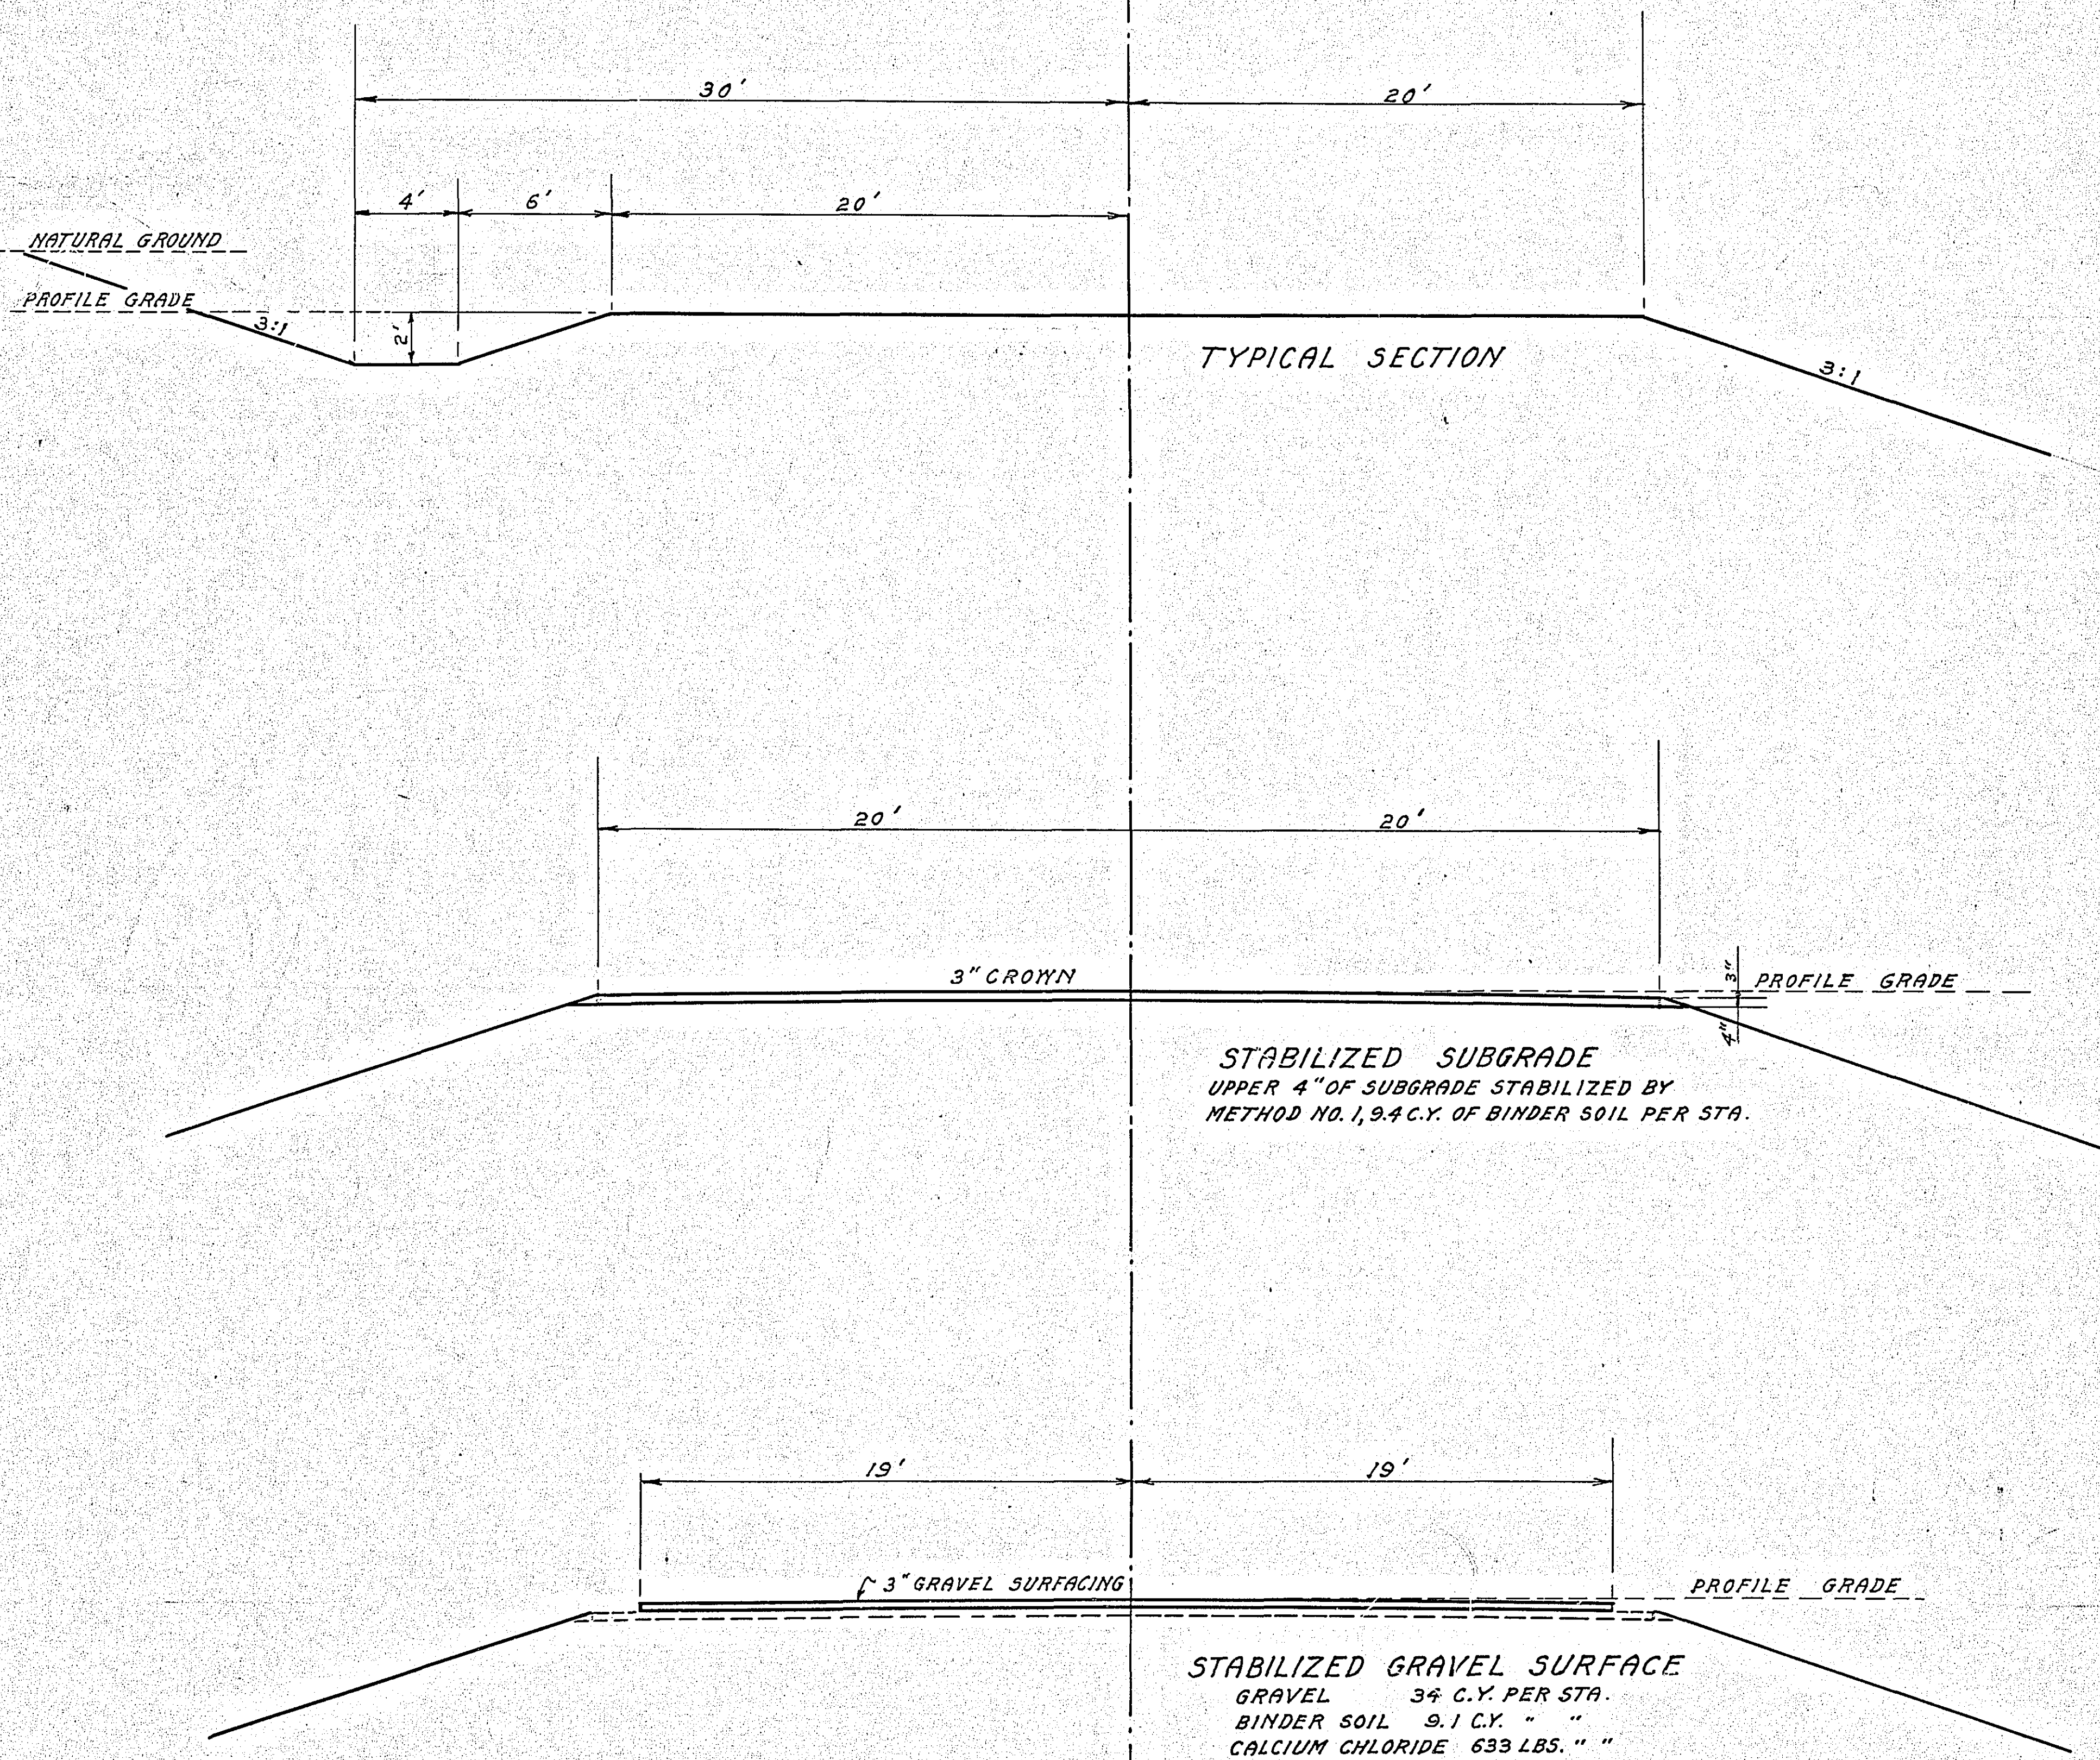 30' 20'
4' 6' 20'
NATURAL GROUND
PROFILE GRADE
3:1
2'
TYPICAL SECTION
3:1
20' 20'
3" CROWN
3"
PROFILE GRADE
4"
STABILIZED SUBGRADE
UPPER 4" OF SUBGRADE STABILIZED BY
METHOD NO. 1, 9.4 C.Y. OF BINDER SOIL PER STA.
19' 19'
3" GRAVEL SURFACING
PROFILE GRADE
STABILIZED GRAVEL SURFACE
GRAVEL 34 C.Y. PER STA.
BINDER SOIL 9.1 C.Y. " "
CALCIUM CHLORIDE 633 LBS. " "